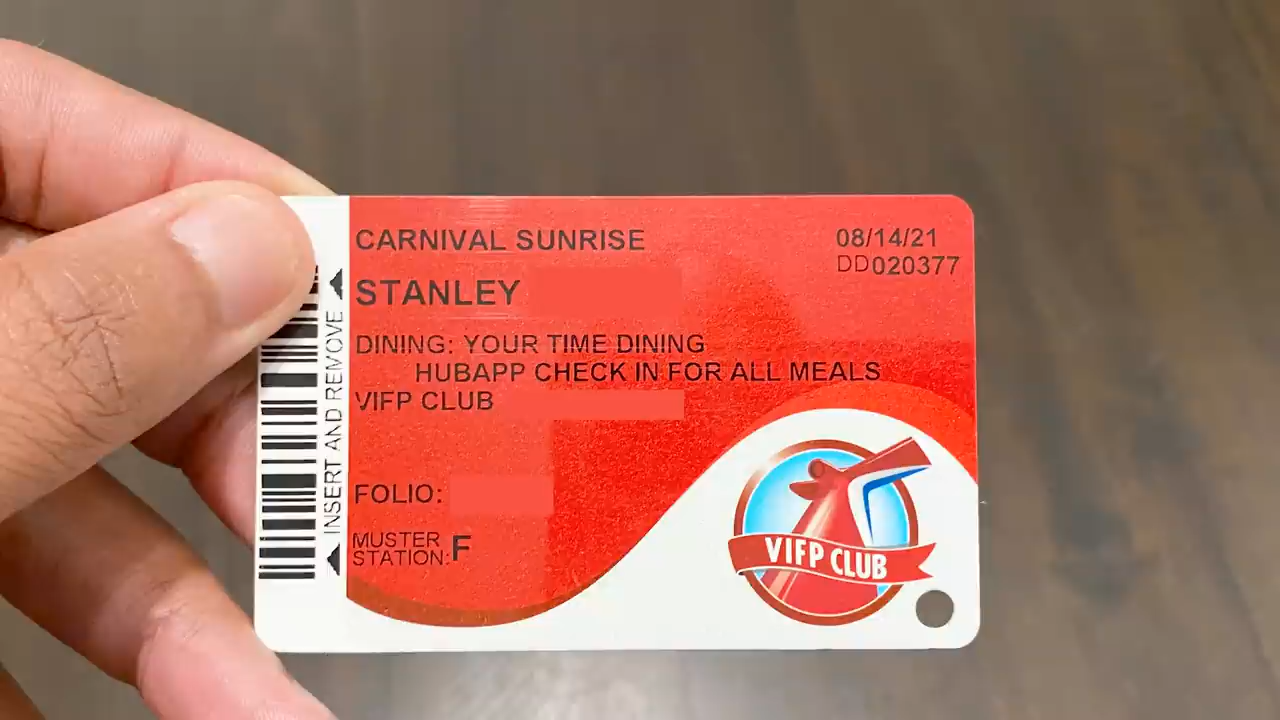 CARNIVAL SUNRISE
08/14/21
DD020377
STANLEY
DINING: YOUR TIME DINING
HUBAPP CHECK IN FOR ALL MEALS
VIFP CLUB
FOLIO:
MUSTER
STATION: F
INSERT AND REMOVE
VIFP CLUB